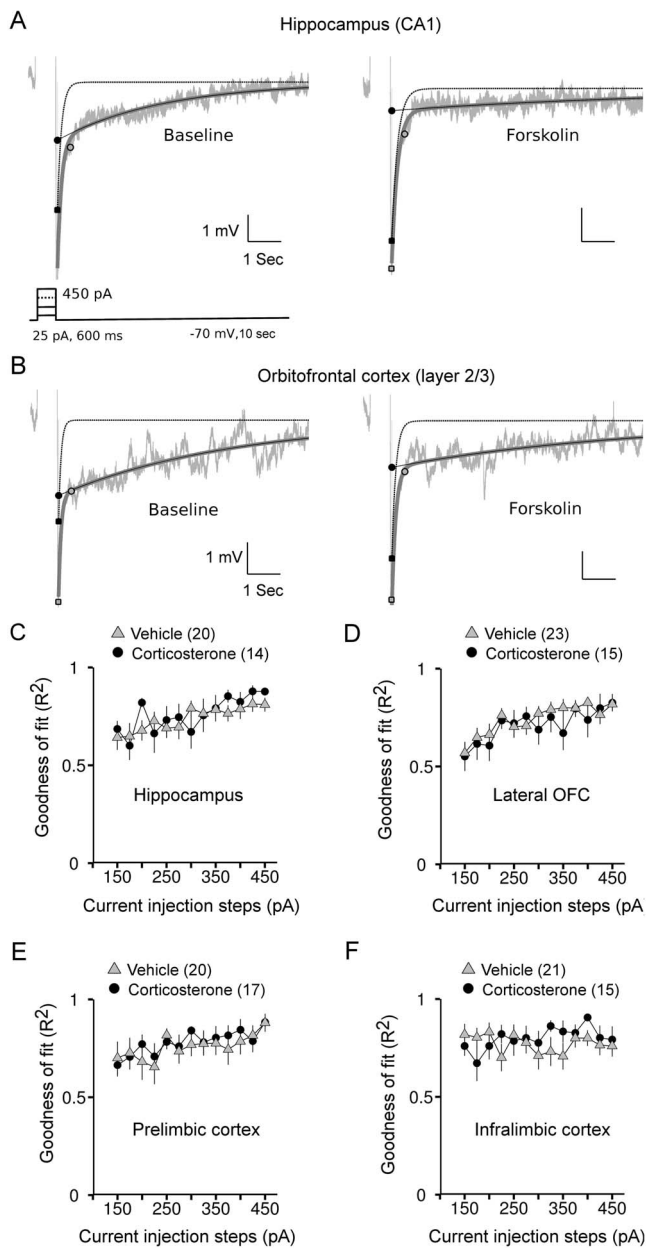 A
Hippocampus (CA1)
Baseline
Forskolin
1 mV
1 Sec
450 pA
25 pA, 600 ms
-70 mV,10 sec
B
Orbitofrontal cortex (layer 2/3)
Baseline
Forskolin
1 mV
1 Sec
C
Vehicle (20)
Corticosterone (14)
Goodness of fit (R²)
1
0.5
0
Hippocampus
150 250 350 450
Current injection steps (pA)
D
Vehicle (23)
Corticosterone (15)
Goodness of fit (R²)
1
0.5
0
Lateral OFC
150 250 350 450
Current injection steps (pA)
E
Vehicle (20)
Corticosterone (17)
Goodness of fit (R²)
1
0.5
0
Prelimbic cortex
150 250 350 450
Current injection steps (pA)
F
Vehicle (21)
Corticosterone (15)
Goodness of fit (R²)
1
0.5
0
Infralimbic cortex
150 250 350 450
Current injection steps (pA)